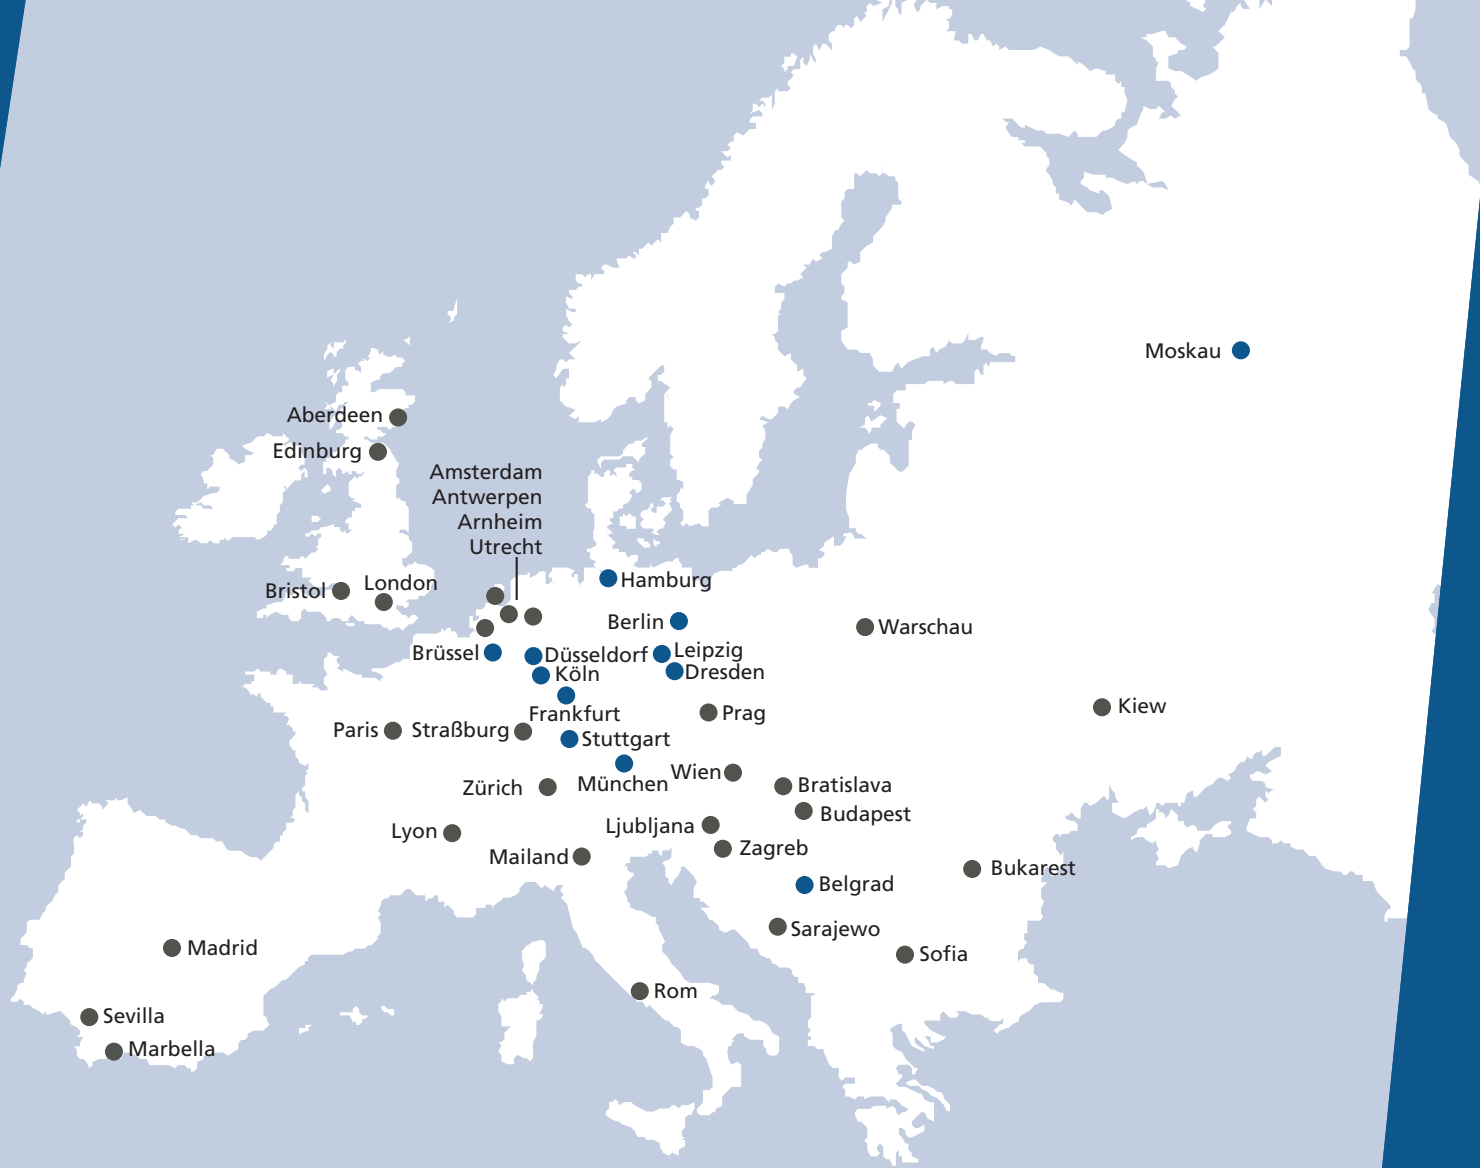 Moskau
Aberdeen
Edinburg
Amsterdam
Antwerpen
Arnheim
Utrecht
Bristol
London
Hamburg
Berlin
Warschau
Brüssel
Düsseldorf
Leipzig
Köln
Dresden
Frankfurt
Prag
Kiew
Paris
Straßburg
Stuttgart
Zürich
München
Wien
Bratislava
Budapest
Lyon
Ljubljana
Mailand
Zagreb
Bukarest
Belgrad
Sarajewo
Madrid
Sofia
Rom
Sevilla
Marbella